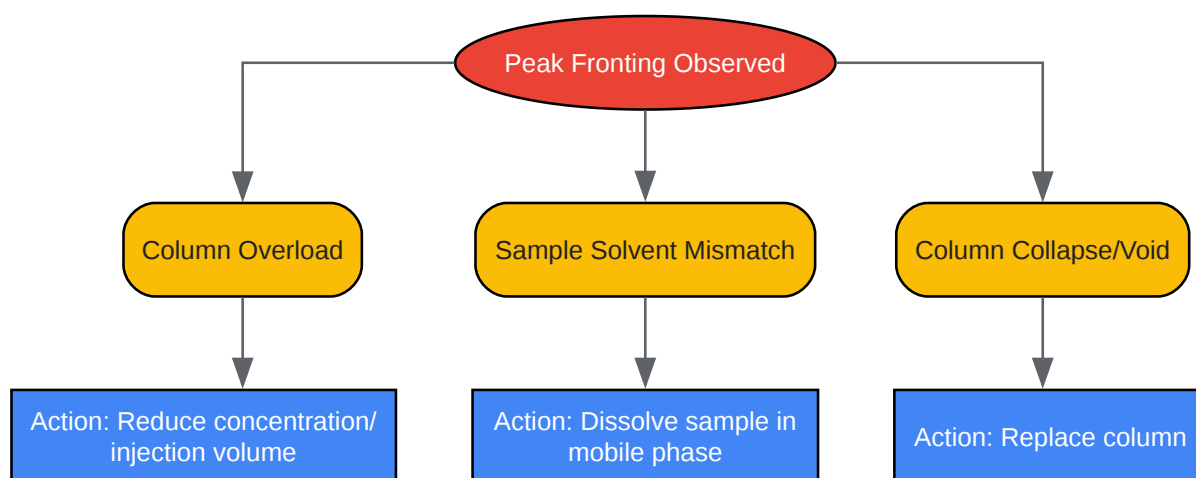 Peak Fronting Observed
Column Overload
Sample Solvent Mismatch
Column Collapse/Void
Action: Reduce concentration/
injection volume
Action: Dissolve sample in
mobile phase
Action: Replace column